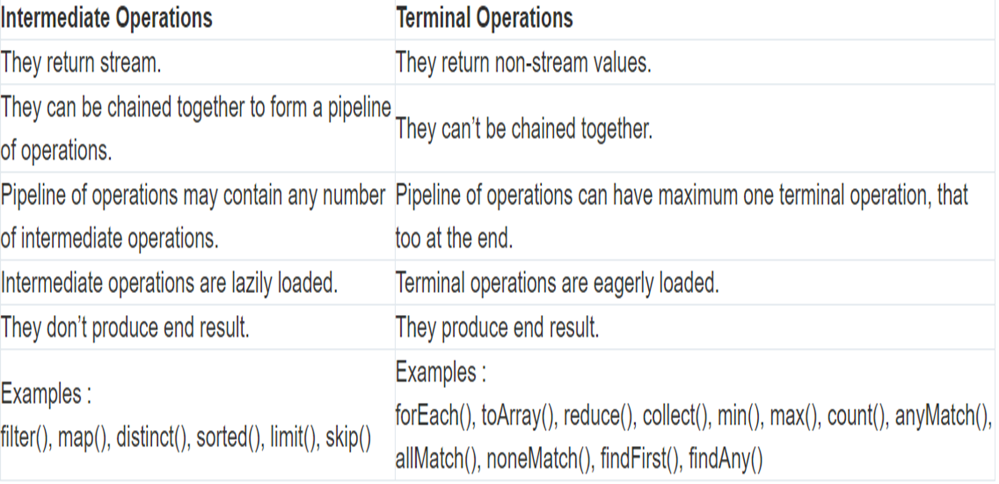 Intermediate Operations
Terminal Operations
They return stream.
They return non-stream values.
They can be chained together to form a pipeline
of operations.
They can’t be chained together.
Pipeline of operations may contain any number
of intermediate operations.
Pipeline of operations can have maximum one terminal operation, that
too at the end.
Intermediate operations are lazily loaded.
Terminal operations are eagerly loaded.
They don’t produce end result.
They produce end result.
Examples :
filter(), map(), distinct(), sorted(), limit(), skip()
Examples :
forEach(), toArray(), reduce(), collect(), min(), max(), count(), anyMatch(),
allMatch(), noneMatch(), findFirst(), findAny()